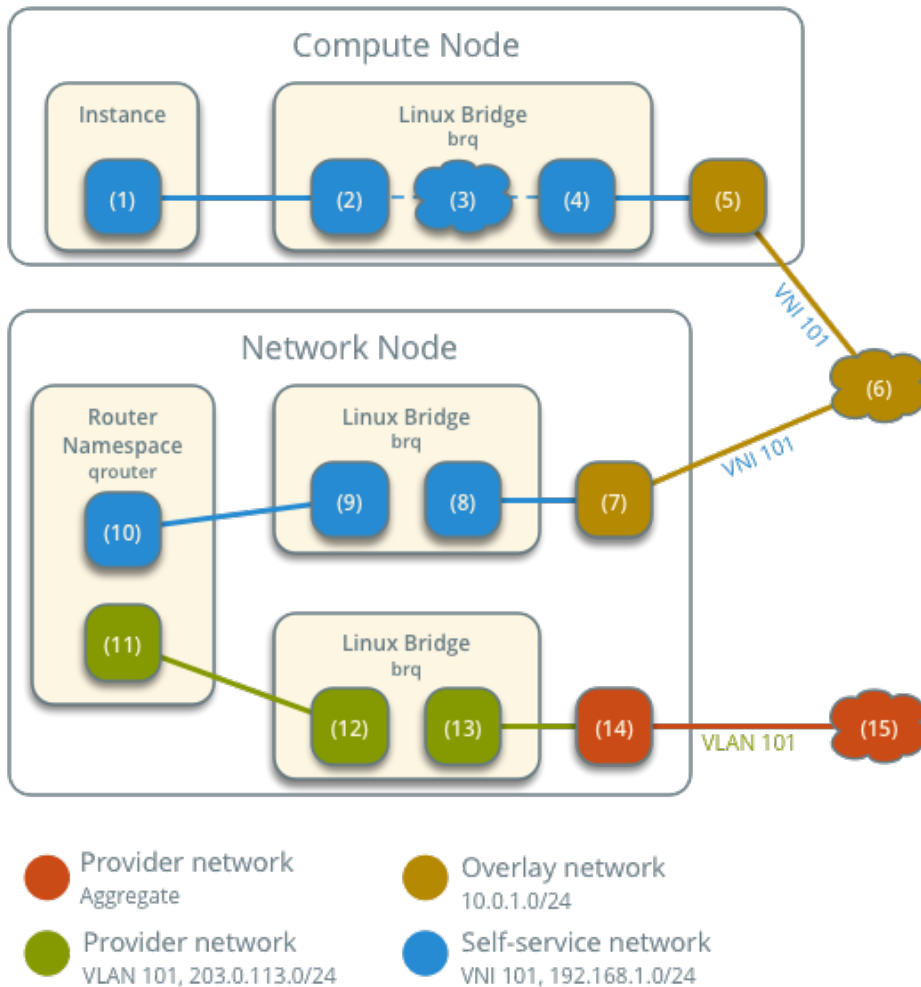 Compute Node
Instance
Linux Bridge
brq
(1)
(2)
(3)
(4)
(5)
VNI 101
(6)
VNI 101
Network Node
Router
Namespace
qrouter
Linux Bridge
brq
(10)
(9)
(8)
(7)
(11)
Linux Bridge
brq
(12)
(13)
(14)
VLAN 101
(15)
Provider network
Aggregate
Overlay network
10.0.1.0/24
Provider network
VLAN 101, 203.0.113.0/24
Self-service network
VNI 101, 192.168.1.0/24